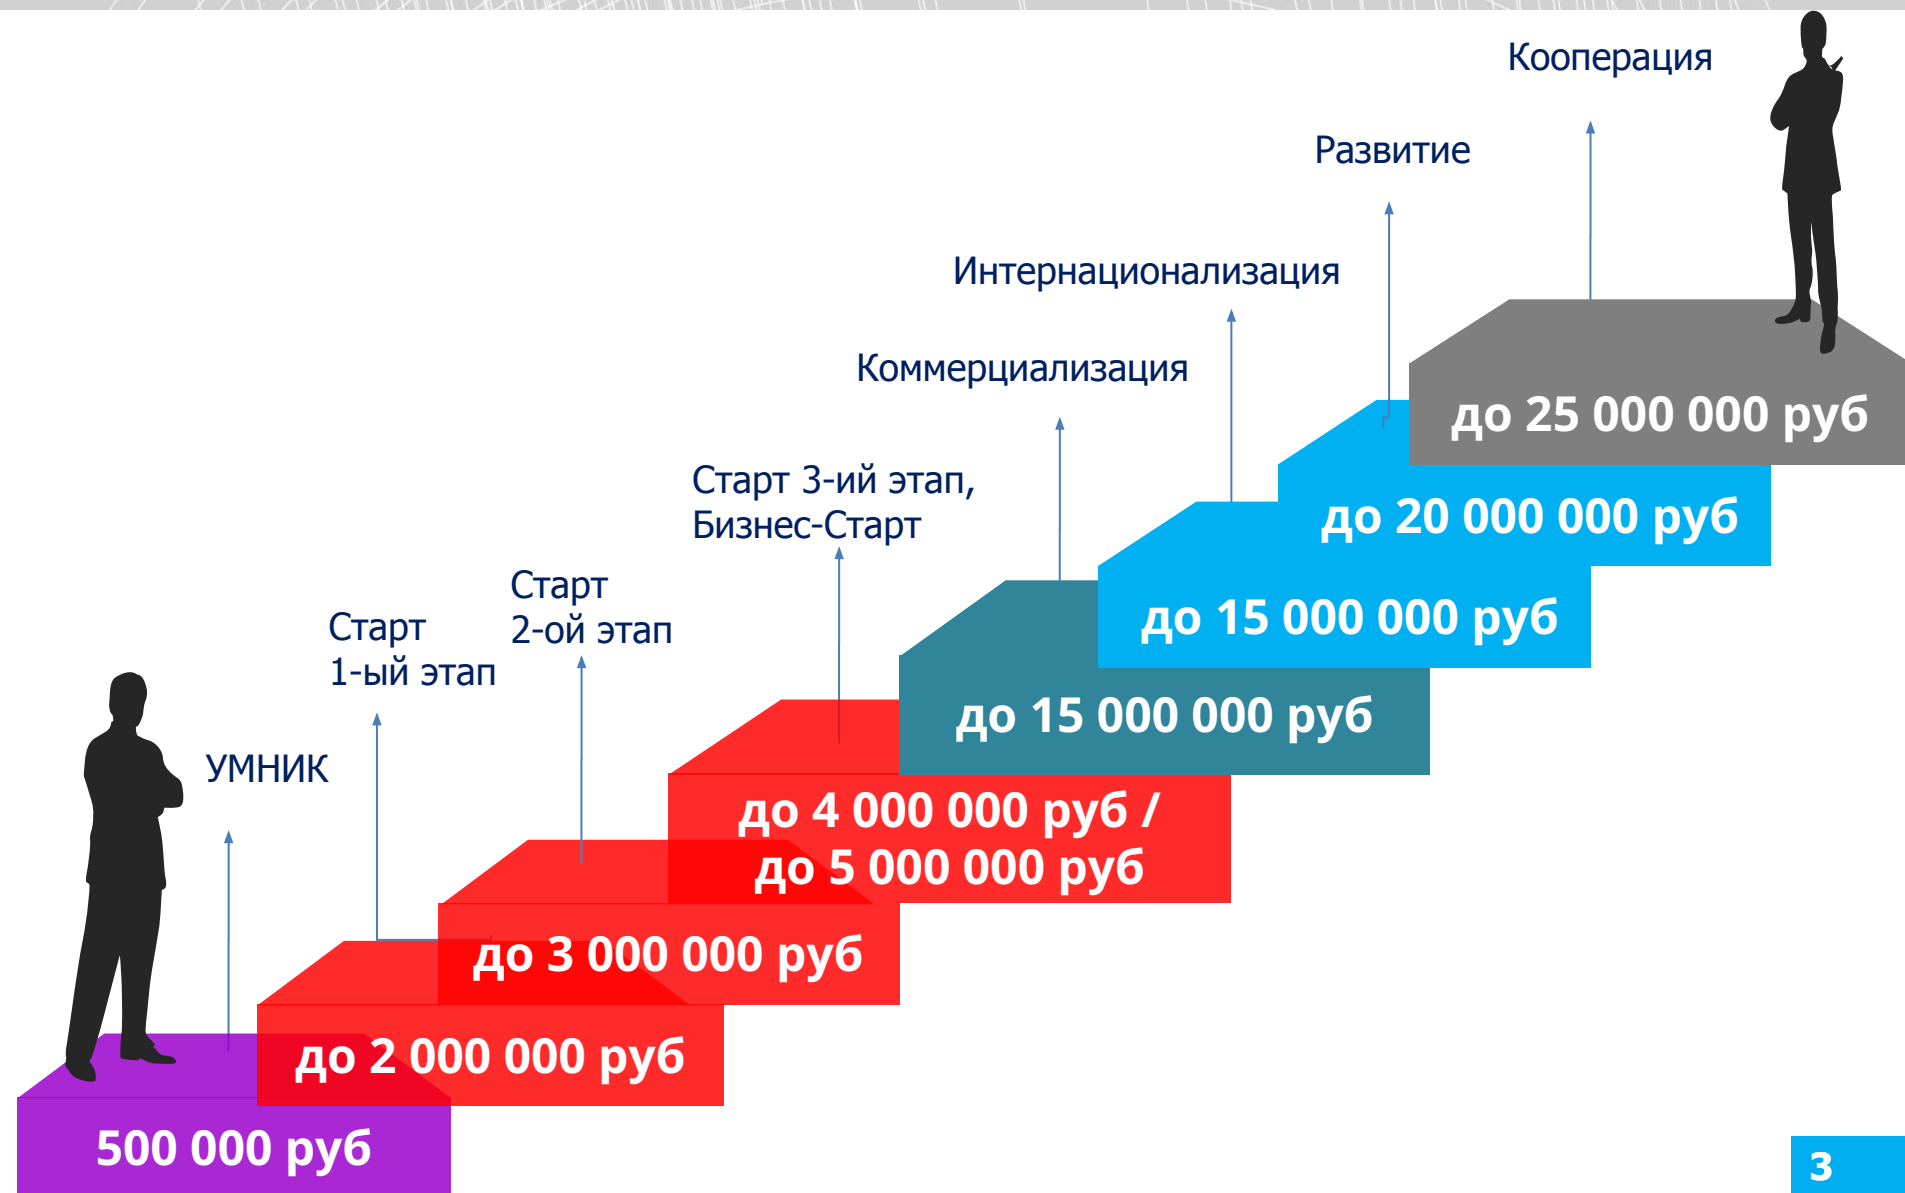 Кооперация
Развитие
Интернационализация
Коммерциализация
Старт 3-ий этап,
Бизнес-Старт
Старт
2-ой этап
Старт
1-ый этап
УМНИК
до 25 000 000 руб
до 20 000 000 руб
до 15 000 000 руб
до 15 000 000 руб
до 4 000 000 руб /
до 5 000 000 руб
до 3 000 000 руб
до 2 000 000 руб
500 000 руб
3